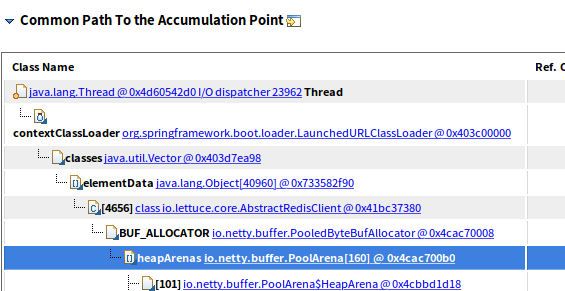 Common Path To the Accumulation Point
Class Name Ref. C
java.lang.Thread @ 0x4d60542d0 I/O dispatcher 23962 Thread
contextClassLoader org.springframework.boot.loader.LaunchedURLClassLoader @ 0x403c00000
classes java.util.Vector @ 0x403d7ea98
elementData java.lang.Object[40960] @ 0x733582f90
[4656] class io.lettuce.core.AbstractRedisClient @ 0x41bc37380
BUF_ALLOCATOR io.netty.buffer.PooledByteBufAllocator @ 0x4cac70008
heapArenas io.netty.buffer.PoolArena[160] @ 0x4cac700b0
[101] io.netty.buffer.PoolArena$HeapArena @ 0x4cbbd1d18